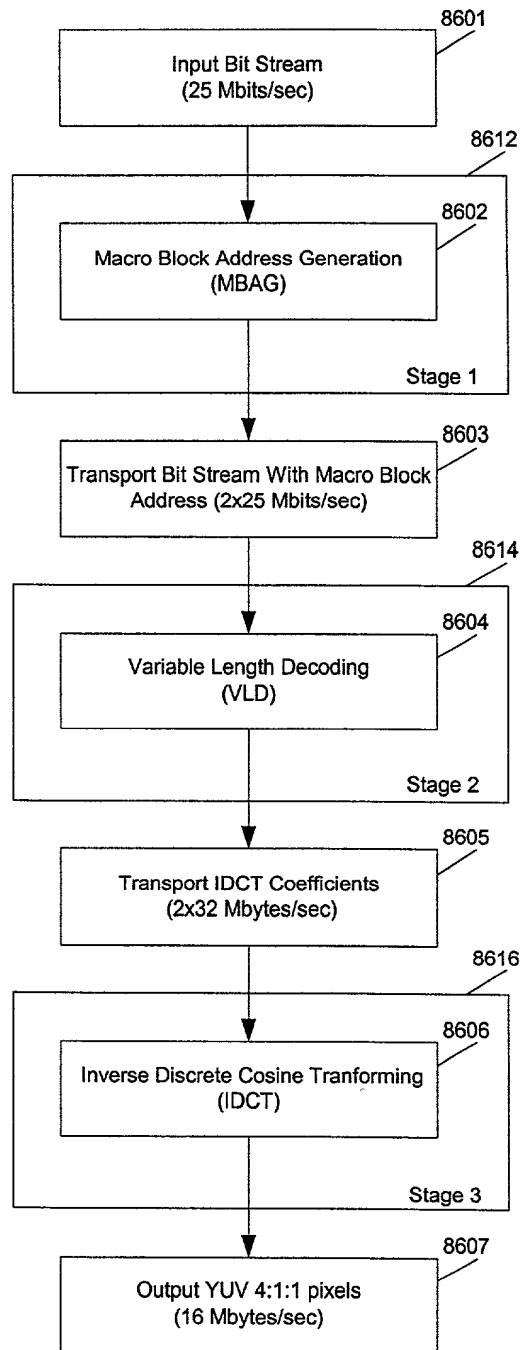 8601
Input Bit Stream
(25 Mbits/sec)
8612
8602
Macro Block Address Generation
(MBAG)
Stage 1
8603
Transport Bit Stream With Macro Block
Address (2x25 Mbits/sec)
8614
8604
Variable Length Decoding
(VLD)
Stage 2
8605
Transport IDCT Coefficients
(2x32 Mbytes/sec)
8616
8606
Inverse Discrete Cosine Tranforming
(IDCT)
Stage 3
8607
Output YUV 4:1:1 pixels
(16 Mbytes/sec)